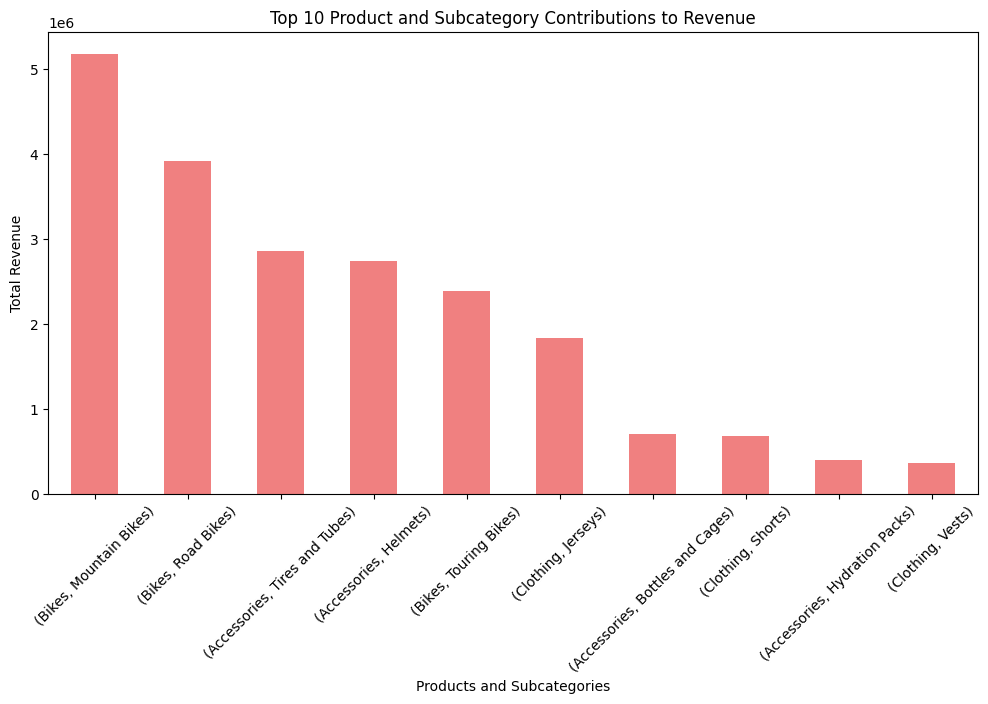 Top 10 Product and Subcategory Contributions to Revenue
1e6
5
4
3
2
1
0
Total Revenue
(Bikes, Mountain Bikes)
(Bikes, Road Bikes)
(Accessories, Tires and Tubes)
(Accessories, Helmets)
(Bikes, Touring Bikes)
(Clothing, Jerseys)
(Accessories, Bottles and Cages)
(Clothing, Shorts)
(Accessories, Hydration Packs)
(Clothing, Vests)
Products and Subcategories